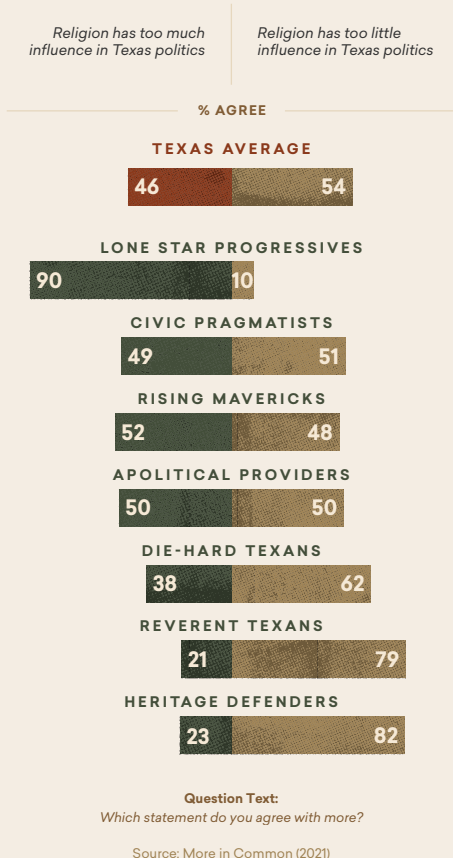 Religion has too much
influence in Texas politics
Religion has too little
influence in Texas politics
% AGREE
TEXAS AVERAGE
46 54
LONE STAR PROGRESSIVES
90 10
CIVIC PRAGMATISTS
49 51
RISING MAVERICKS
52 48
APOLITICAL PROVIDERS
50 50
DIE-HARD TEXANS
38 62
REVERENT TEXANS
21 79
HERITAGE DEFENDERS
23 82
Question Text:
Which statement do you agree with more?
Source: More in Common (2021)